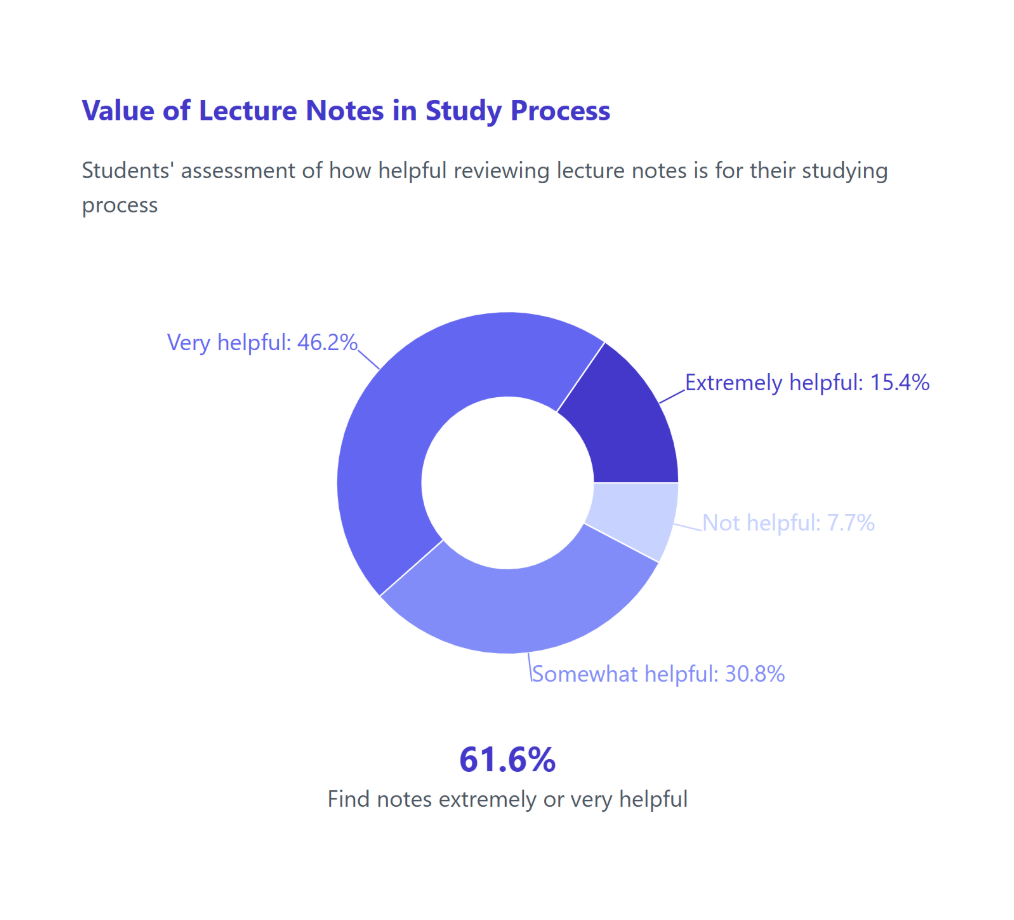 Value of Lecture Notes in Study Process
Students' assessment of how helpful reviewing lecture notes is for their studying
process
Very helpful: 46.2%
Extremely helpful: 15.4%
Not helpful: 7.7%
Somewhat helpful: 30.8%
61.6%
Find notes extremely or very helpful